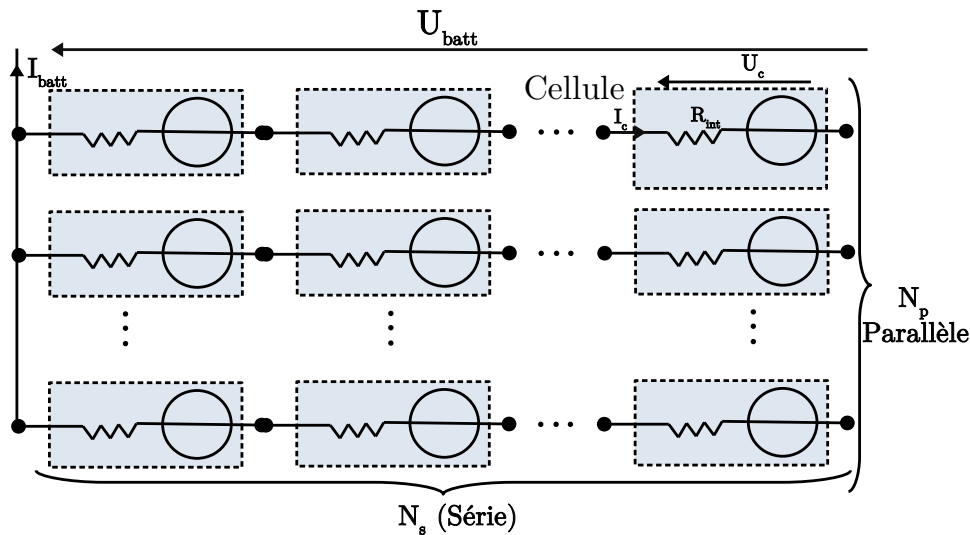 U_batt
I_batt
Cellule
U_c
I_c
R_int
N_p
Parallèle
N_s (Série)